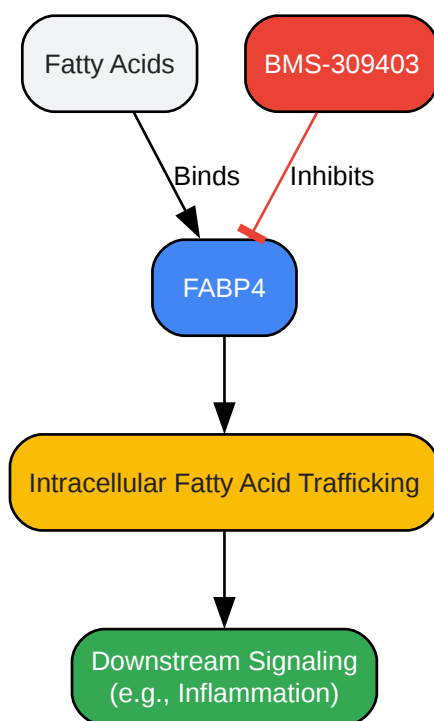 Fatty Acids
BMS-309403
Binds
Inhibits
FABP4
Intracellular Fatty Acid Trafficking
Downstream Signaling
(e.g., Inflammation)